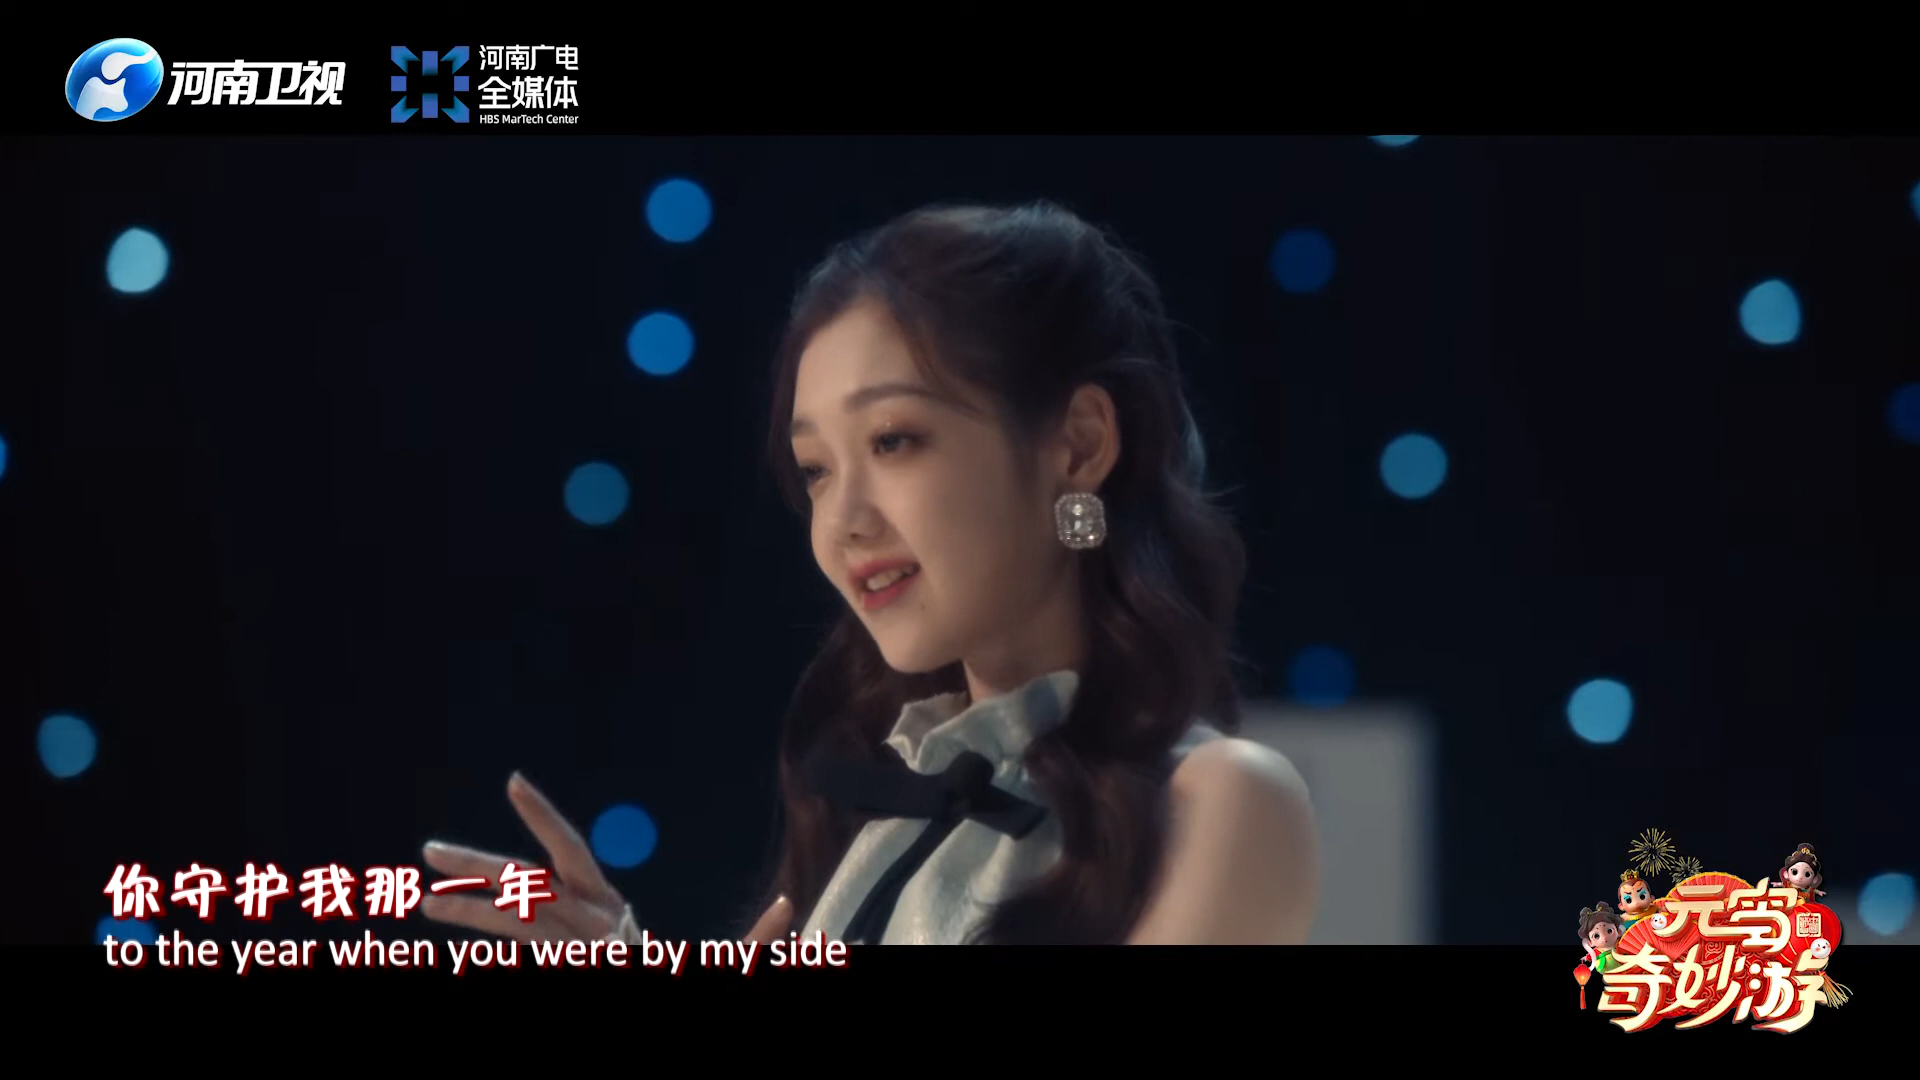 河南卫视
河南广电
全媒体
HBS MarTech Center
你守护我那一年
to the year when you were by my side
元宵
奇妙游